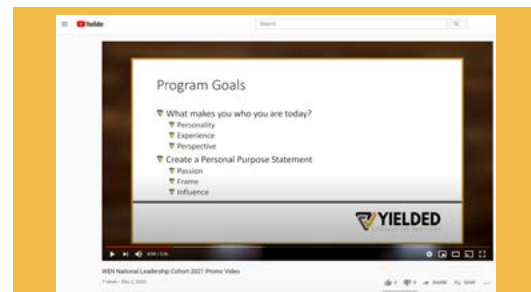 YouTube
Search
Program Goals
What makes you who you are today?
Personality
Experience
Perspective
Create a Personal Purpose Statement
Passion
Frame
Influence
YIELDED
WEN National Leadership Cohort 2021 Promo Video
SHARE SAVE